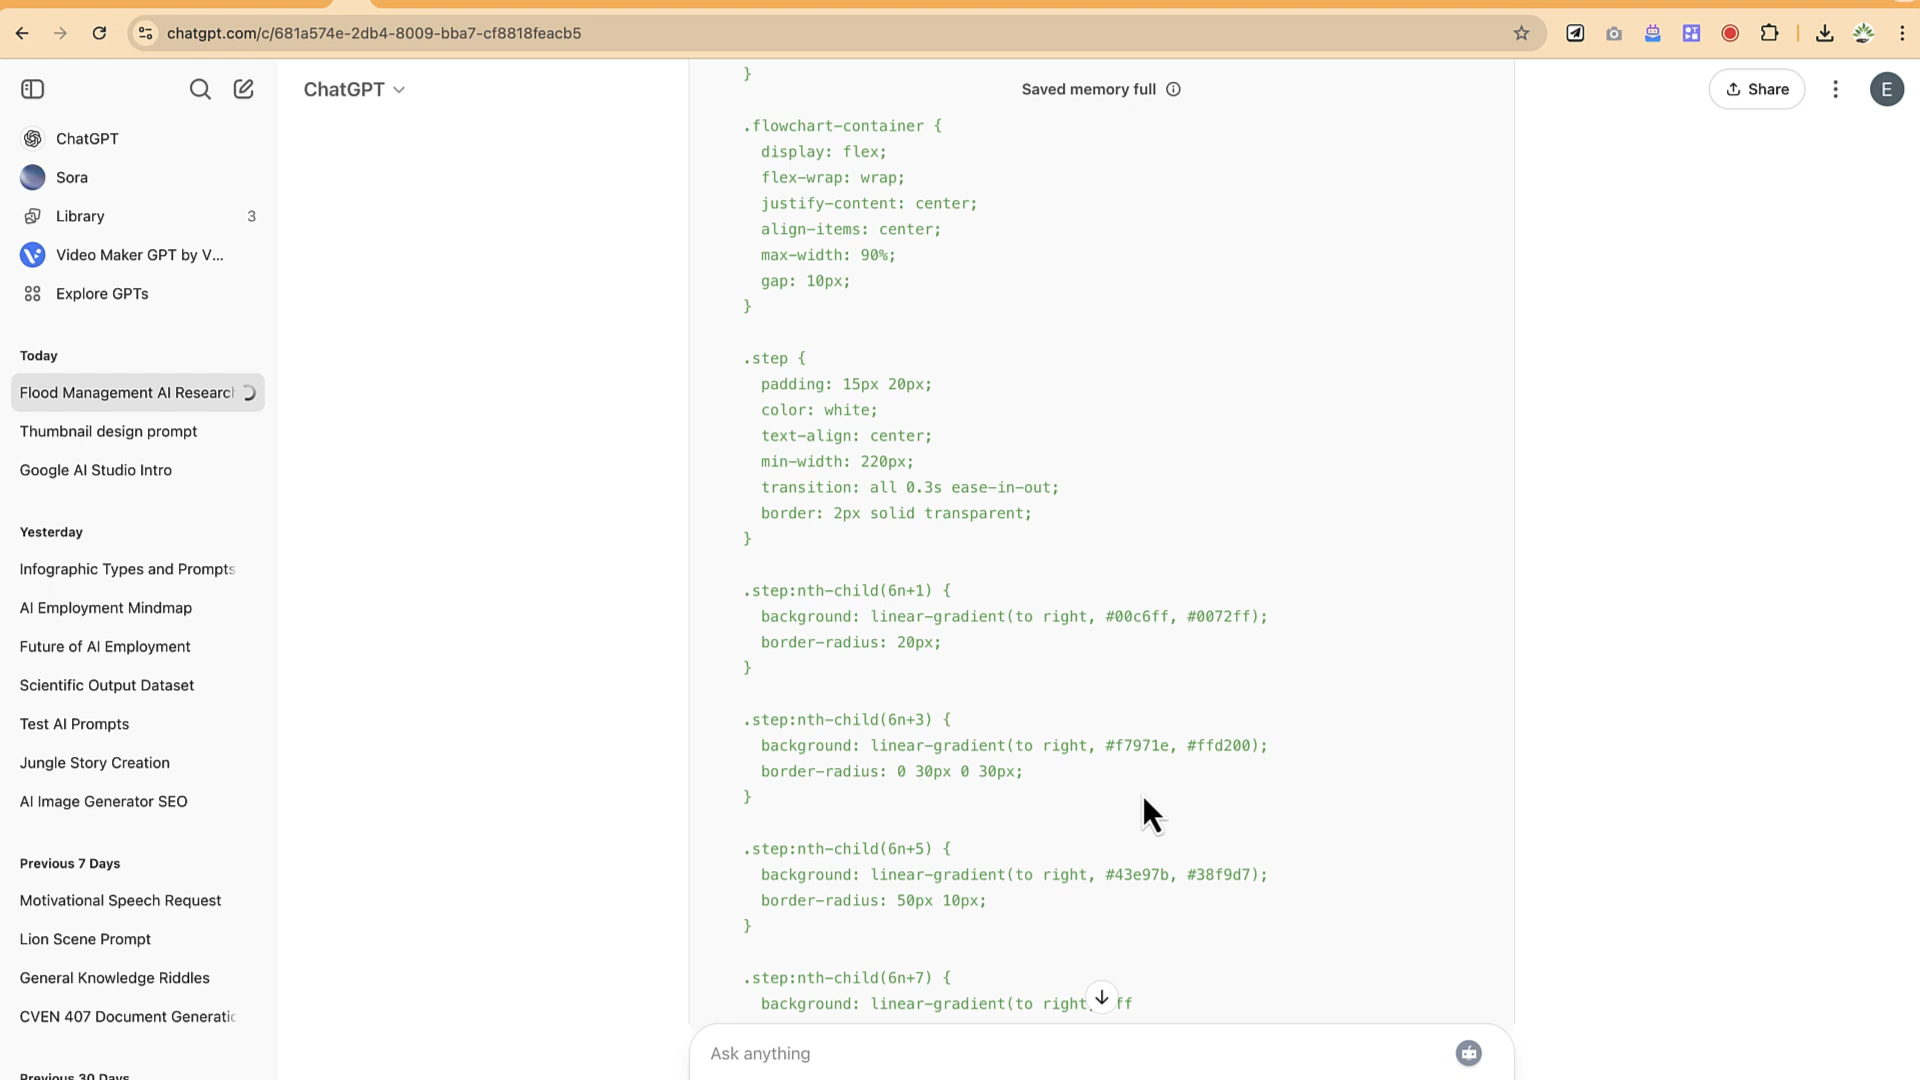 chatgpt.com/c/681a574e-2db4-8009-bba7-cf8818feacb5
ChatGPT
Saved memory full
Share
E
ChatGPT
Sora
Library 3
Video Maker GPT by V...
Explore GPTs
Today
Flood Management AI Research
Thumbnail design prompt
Google AI Studio Intro
Yesterday
Infographic Types and Prompts
AI Employment Mindmap
Future of AI Employment
Scientific Output Dataset
Test AI Prompts
Jungle Story Creation
AI Image Generator SEO
Previous 7 Days
Motivational Speech Request
Lion Scene Prompt
General Knowledge Riddles
CVEN 407 Document Generatic
Previous 30 Days
}
.flowchart-container {
display: flex;
flex-wrap: wrap;
justify-content: center;
align-items: center;
max-width: 90%;
gap: 10px;
}
.step {
padding: 15px 20px;
color: white;
text-align: center;
min-width: 220px;
transition: all 0.3s ease-in-out;
border: 2px solid transparent;
}
.step:nth-child(6n+1) {
background: linear-gradient(to right, #00c6ff, #0072ff);
border-radius: 20px;
}
.step:nth-child(6n+3) {
background: linear-gradient(to right, #f7971e, #ffd200);
border-radius: 0 30px 0 30px;
}
.step:nth-child(6n+5) {
background: linear-gradient(to right, #43e97b, #38f9d7);
border-radius: 50px 10px;
}
.step:nth-child(6n+7) {
background: linear-gradient(to right, ff
Ask anything